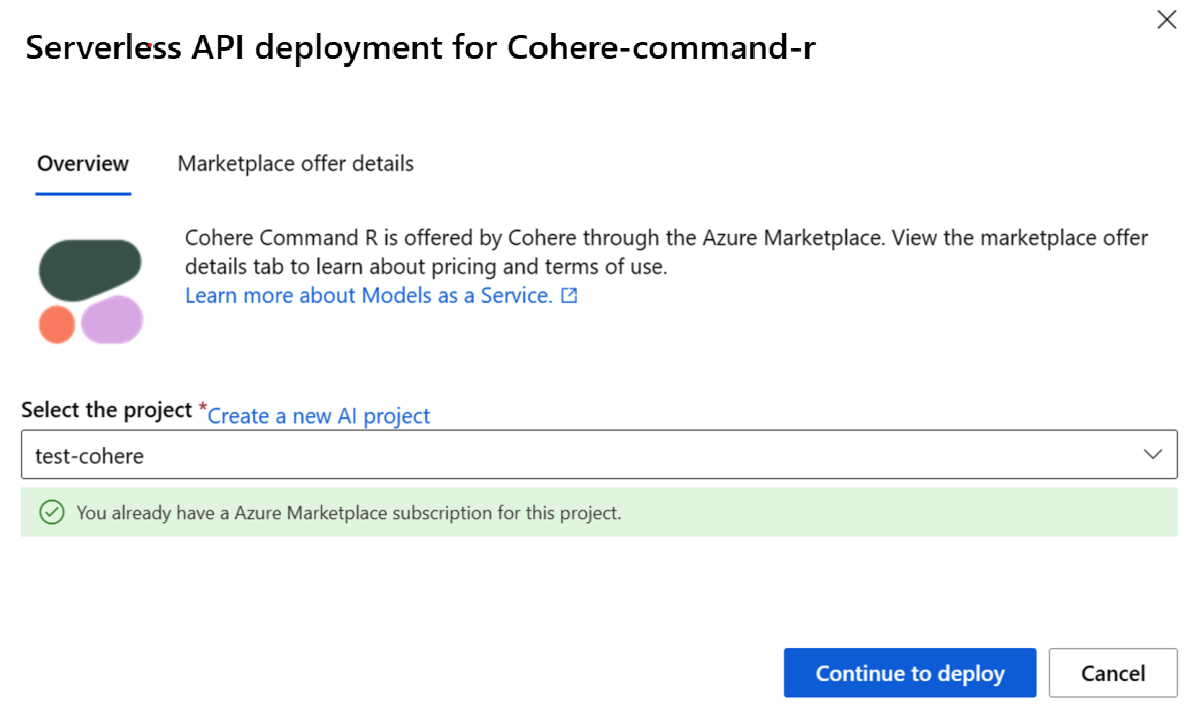 Serverless API deployment for Cohere-command-r
Overview
Marketplace offer details
Cohere Command R is offered by Cohere through the Azure Marketplace. View the marketplace offer
details tab to learn about pricing and terms of use.
Learn more about Models as a Service.
Select the project *
Create a new AI project
test-cohere
You already have a Azure Marketplace subscription for this project.
Continue to deploy
Cancel